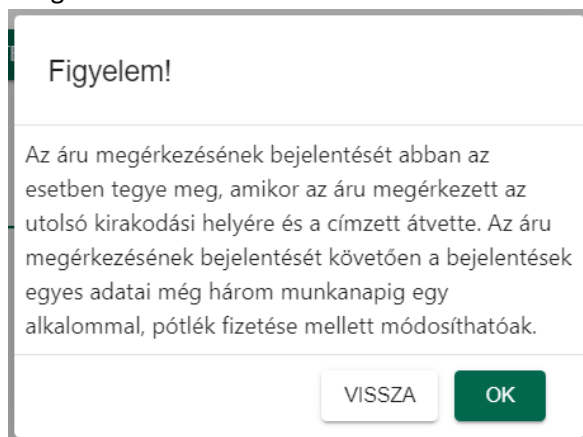 Figyelem!
Az áru megérkezésének bejelentését abban az
esetben tegye meg, amikor az áru megérkezett az
utolsó kirakodási helyére és a címzett átvette. Az áru
megérkezésének bejelentését követően a bejelentések
egyes adatai még három munkanapig egy
alkalommal, pótlék fizetése mellett módosíthatóak.
VISSZA OK